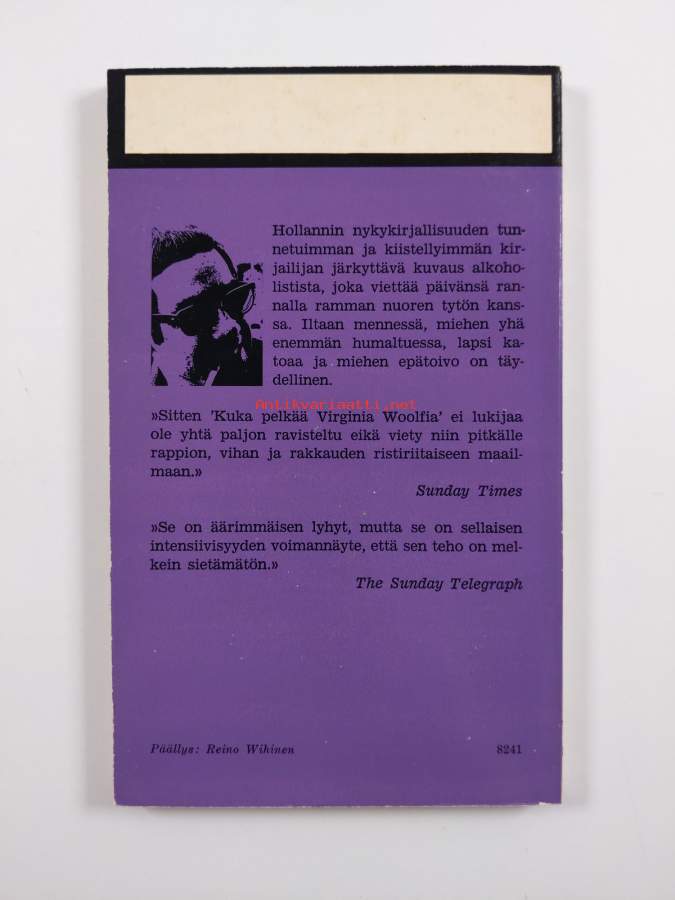 Hollannin nykykirjallisuuden tun-
netuimman ja kiistellyimmän kir-
jailijan järkyttävä kuvaus alkoho-
listista, joka viettää päivänsä ran-
nalla ramman nuoren tytön kans-
sa. Iltaan mennessä, miehen yhä
enemmän humaltuessa, lapsi ka-
toaa ja miehen epätoivo on täy-
dellinen.
Antikvariaatti.net
»Sitten 'Kuka pelkää Virginia Woolfia' ei lukijaa
ole yhtä paljon ravisteltu eikä viety niin pitkälle
rappion, vihan ja rakkauden ristiriitaiseen maail-
maan.»
Sunday Times
»Se on äärimmäisen lyhyt, mutta se on sellaisen
intensiivisyyden voimannäyte, että sen teho on mel-
kein sietämätön.»
The Sunday Telegraph
Päällys: Reino Wihinen 8241